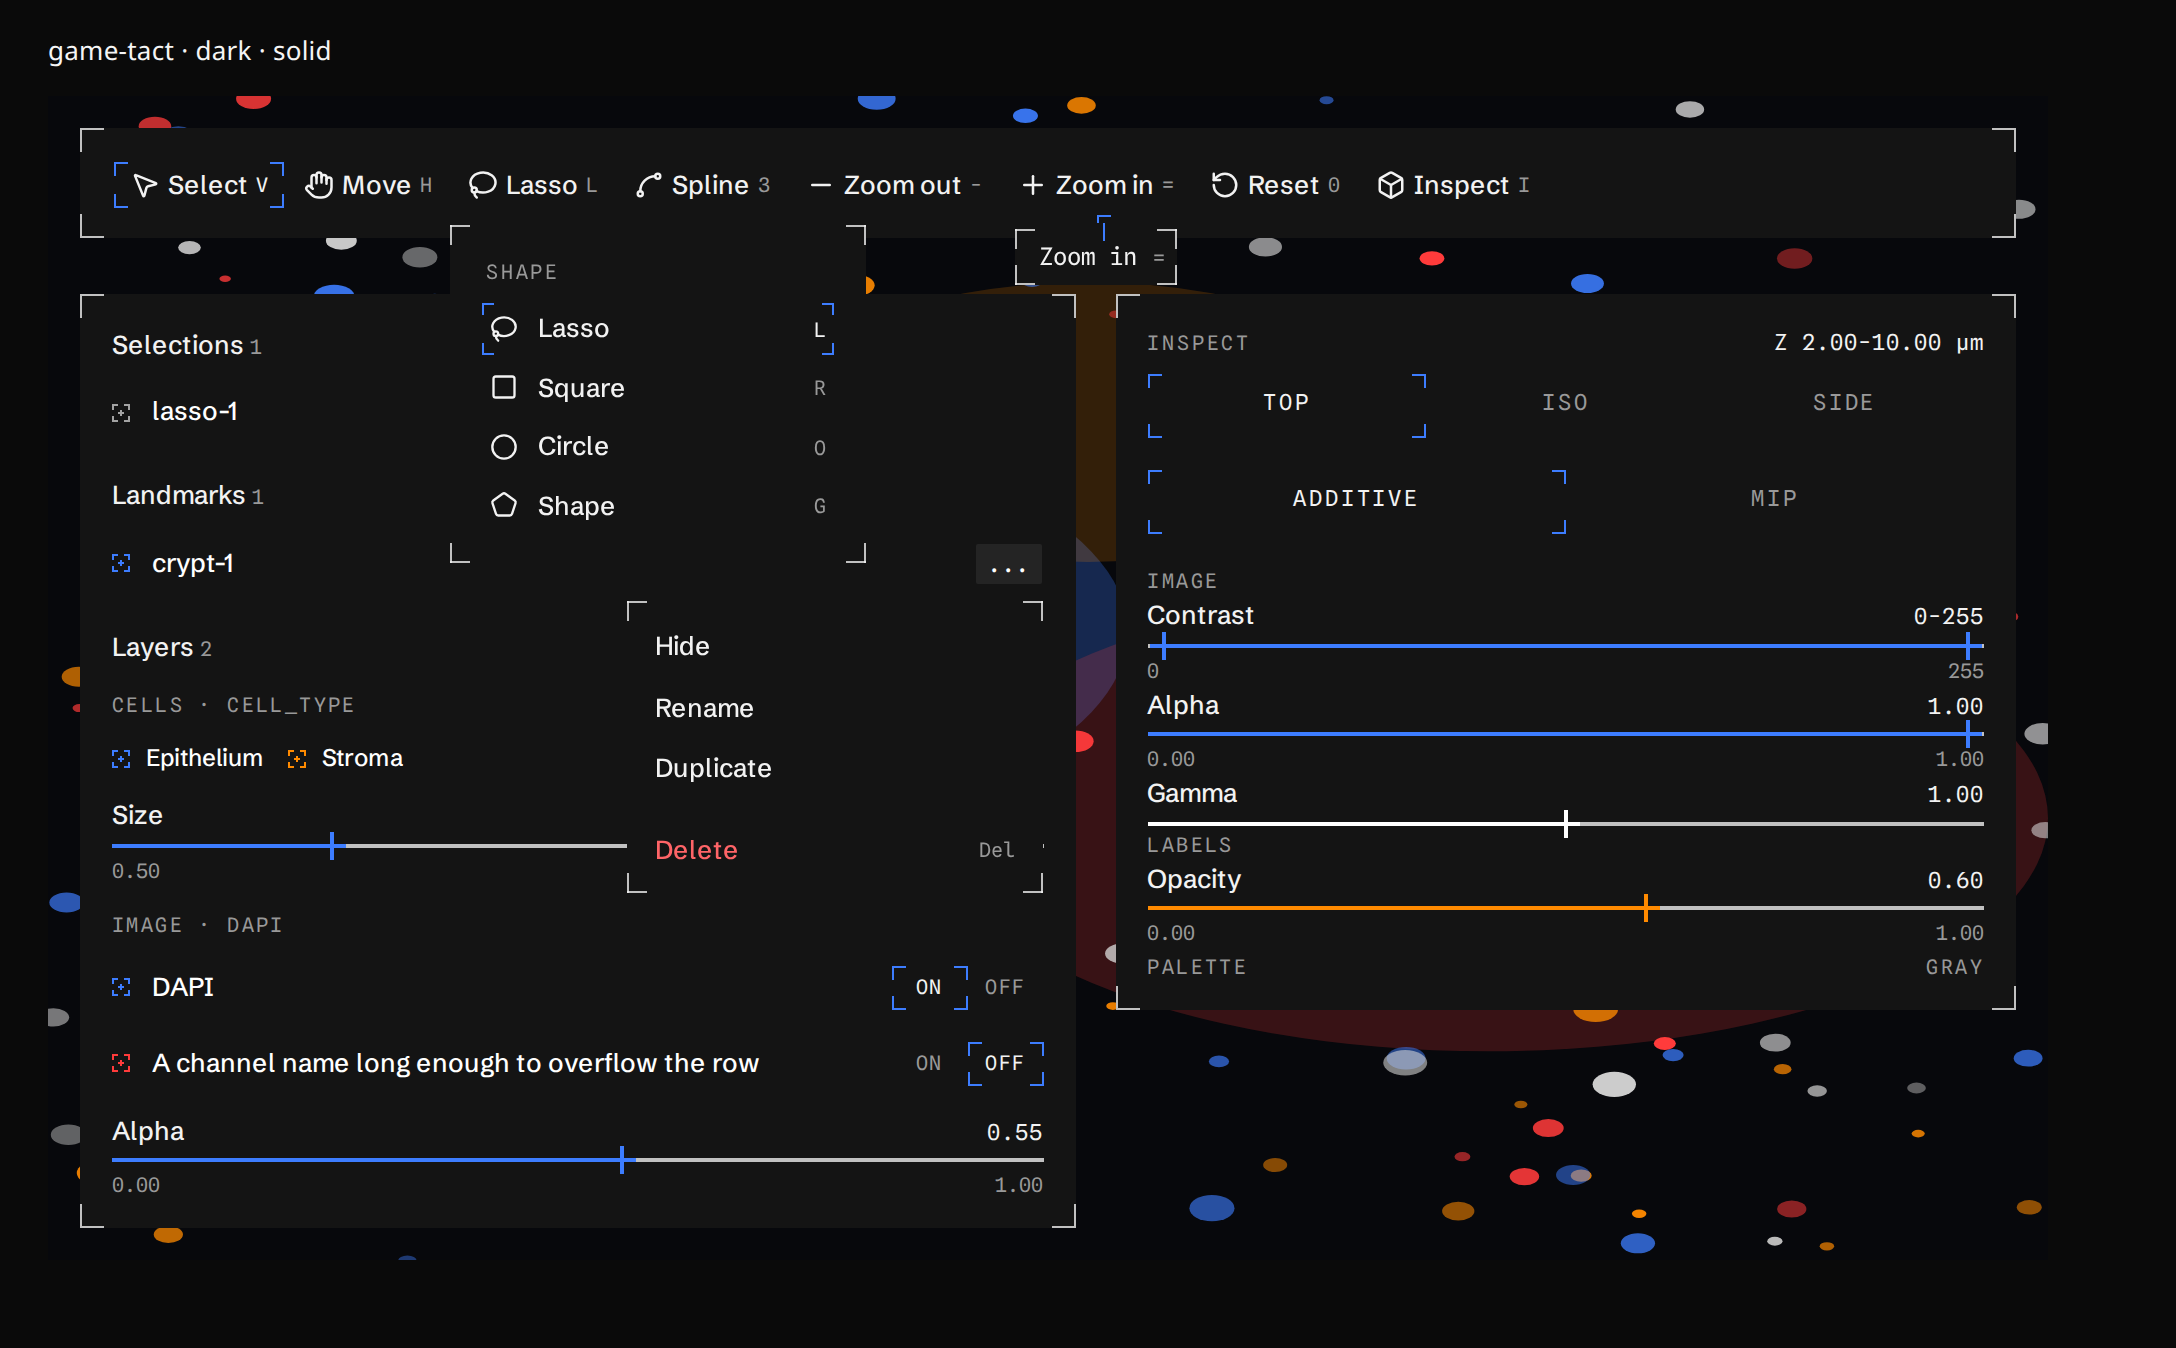 game-tact · dark · solid
Select V Move H Lasso L Spline 3 Zoom out - Zoom in = Reset 0 Inspect I
Zoom in =
SHAPE
Lasso L
Square R
Circle O
Shape G
Selections 1
lasso-1
Landmarks 1
crypt-1
...
Hide
Rename
Duplicate
Delete Del
Layers 2
CELLS · CELL_TYPE
Epithelium Stroma
Size
0.50
IMAGE · DAPI
DAPI ON OFF
A channel name long enough to overflow the row ON OFF
Alpha 0.55
0.00 1.00
INSPECT Z 2.00-10.00 µm
TOP ISO SIDE
ADDITIVE MIP
IMAGE
Contrast 0-255
0 255
Alpha 1.00
0.00 1.00
Gamma 1.00
LABELS
Opacity 0.60
0.00 1.00
PALETTE GRAY